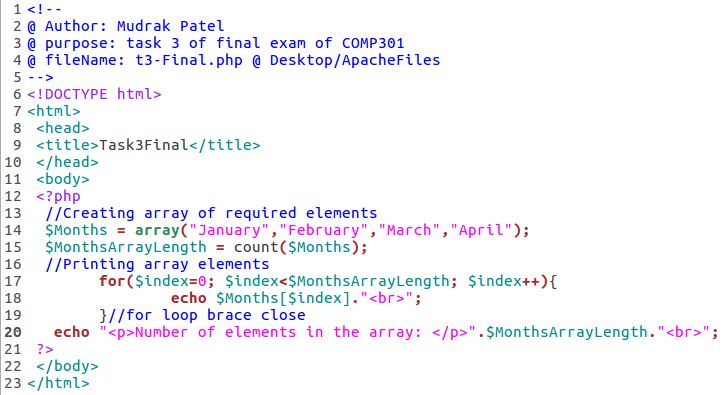 1 <!--
2 @ Author: Mudrak Patel
3 @ purpose: task 3 of final exam of COMP301
4 @ fileName: t3-Final.php @ Desktop/ApacheFiles
5 -->
6 <!DOCTYPE html>
7 <html>
8  <head>
9  <title>Task3Final</title>
10  </head>
11  <body>
12  <?php
13   //Creating array of required elements
14   $Months = array("January","February","March","April");
15   $MonthsArrayLength = count($Months);
16   //Printing array elements
17         for($index=0; $index<$MonthsArrayLength; $index++){
18                 echo $Months[$index]."<br>";
19         }//for loop brace close
20    echo "<p>Number of elements in the array: </p>".$MonthsArrayLength."<br>";
21  ?>
22  </body>
23 </html>